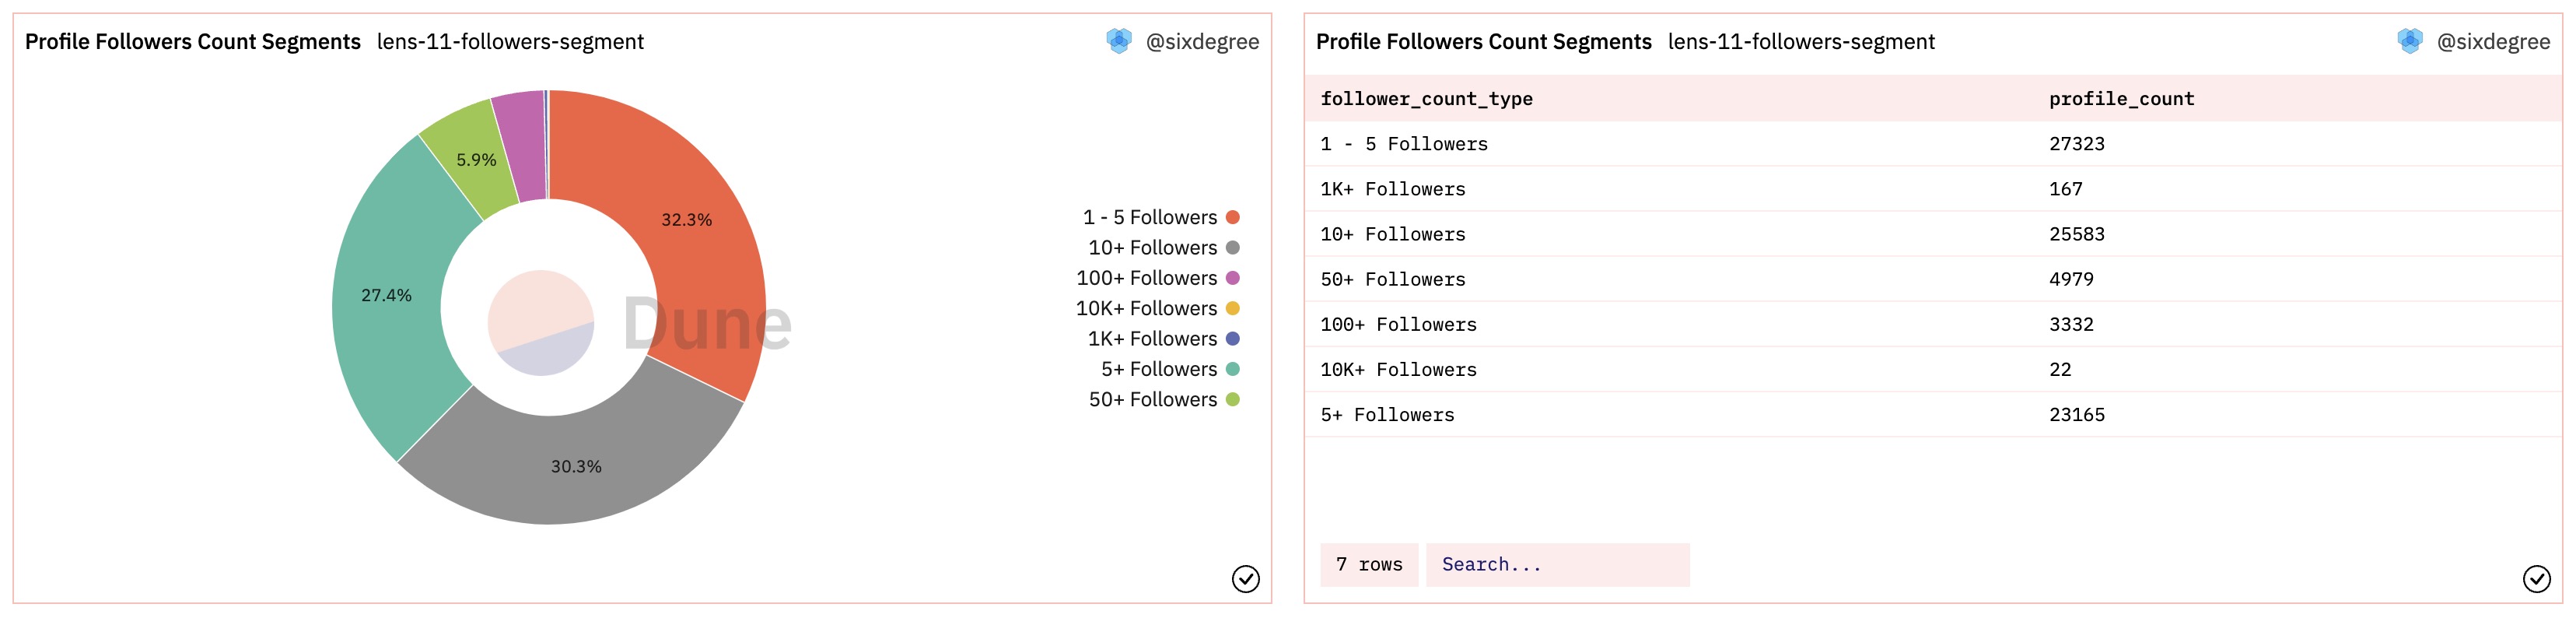 Profile Followers Count Segments lens-11-followers-segment @sixdegree
5.9%
32.3%
27.4%
30.3%
Dune
1 - 5 Followers
10+ Followers
100+ Followers
10K+ Followers
1K+ Followers
5+ Followers
50+ Followers
Profile Followers Count Segments lens-11-followers-segment @sixdegree
follower_count_type profile_count
1 - 5 Followers 27323
1K+ Followers 167
10+ Followers 25583
50+ Followers 4979
100+ Followers 3332
10K+ Followers 22
5+ Followers 23165
7 rows Search...